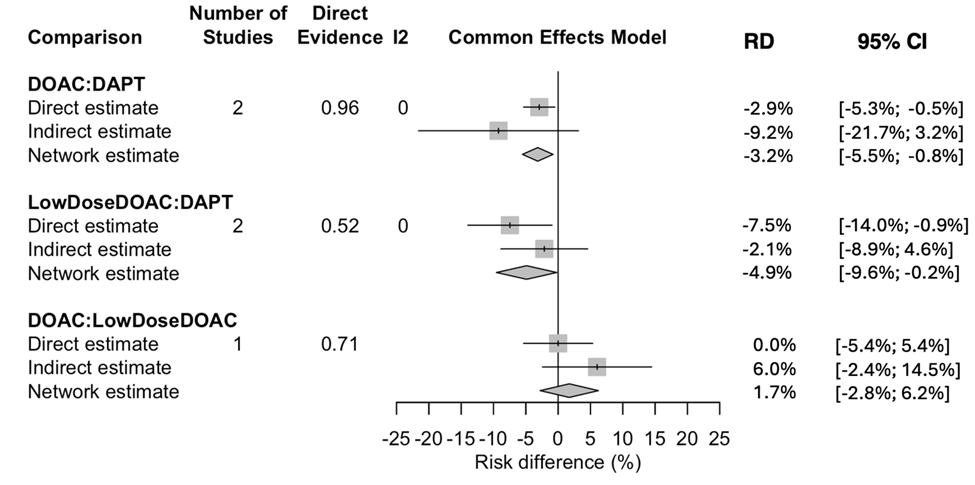 Number of Direct
Comparison Studies Evidence I2 Common Effects Model RD 95% CI
DOAC:DAPT
Direct estimate 2 0.96 0 -2.9% [-5.3%; -0.5%]
Indirect estimate -9.2% [-21.7%; 3.2%]
Network estimate -3.2% [-5.5%; -0.8%]
LowDoseDOAC:DAPT
Direct estimate 2 0.52 0 -7.5% [-14.0%; -0.9%]
Indirect estimate -2.1% [-8.9%; 4.6%]
Network estimate -4.9% [-9.6%; -0.2%]
DOAC:LowDoseDOAC
Direct estimate 1 0.71 0.0% [-5.4%; 5.4%]
Indirect estimate 6.0% [-2.4%; 14.5%]
Network estimate 1.7% [-2.8%; 6.2%]
-25 -20 -15 -10 -5 0 5 10 15 20 25
Risk difference (%)